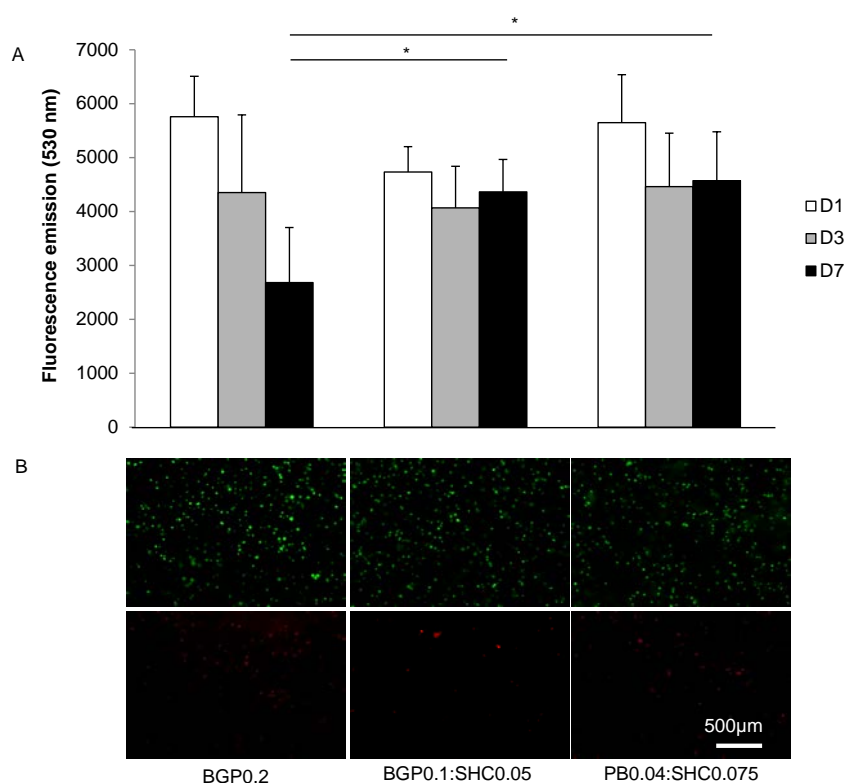 *
A
*
Fluorescence emission (530 nm)
7000
6000
5000
4000
3000
2000
1000
0
D1
D3
D7
B
500µm
BGP0.2 BGP0.1:SHC0.05 PB0.04:SHC0.075